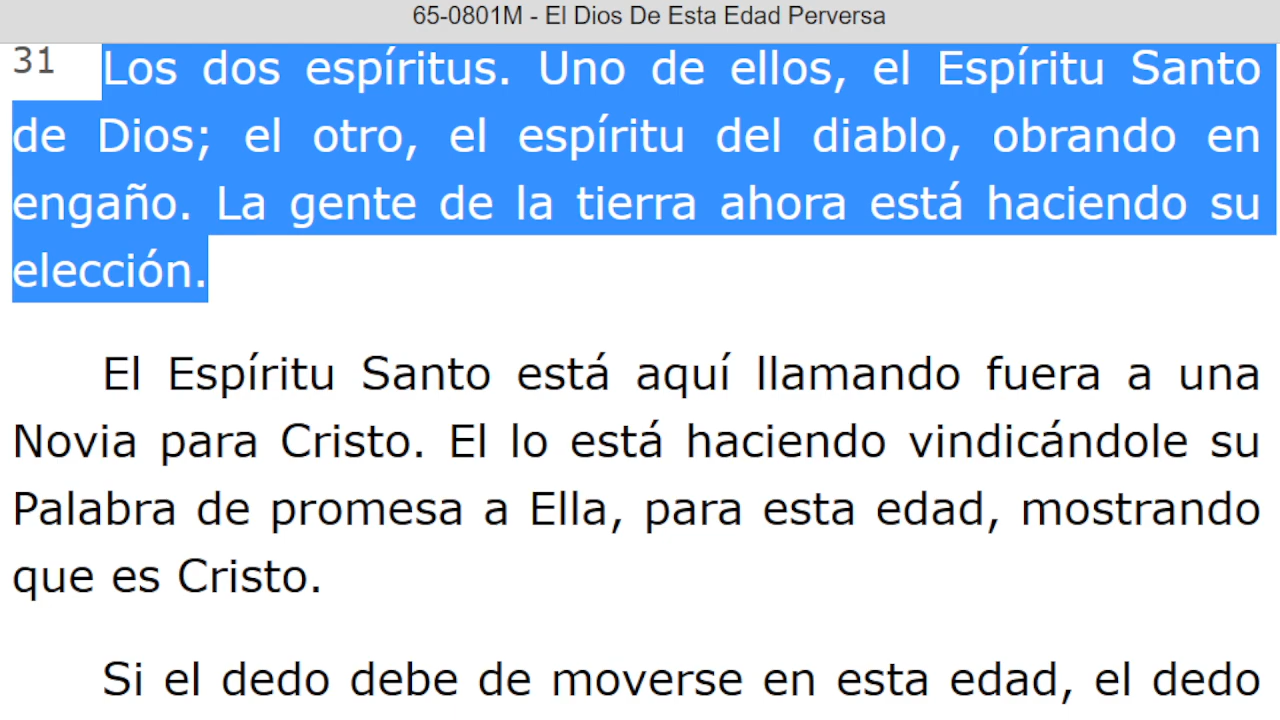 65-0801M - El Dios De Esta Edad Perversa
31 Los dos espíritus. Uno de ellos, el Espíritu Santo
de Dios; el otro, el espíritu del diablo, obrando en
engaño. La gente de la tierra ahora está haciendo su
elección.
El Espíritu Santo está aquí llamando fuera a una
Novia para Cristo. El lo está haciendo vindicándole su
Palabra de promesa a Ella, para esta edad, mostrando
que es Cristo.
Si el dedo debe de moverse en esta edad, el dedo